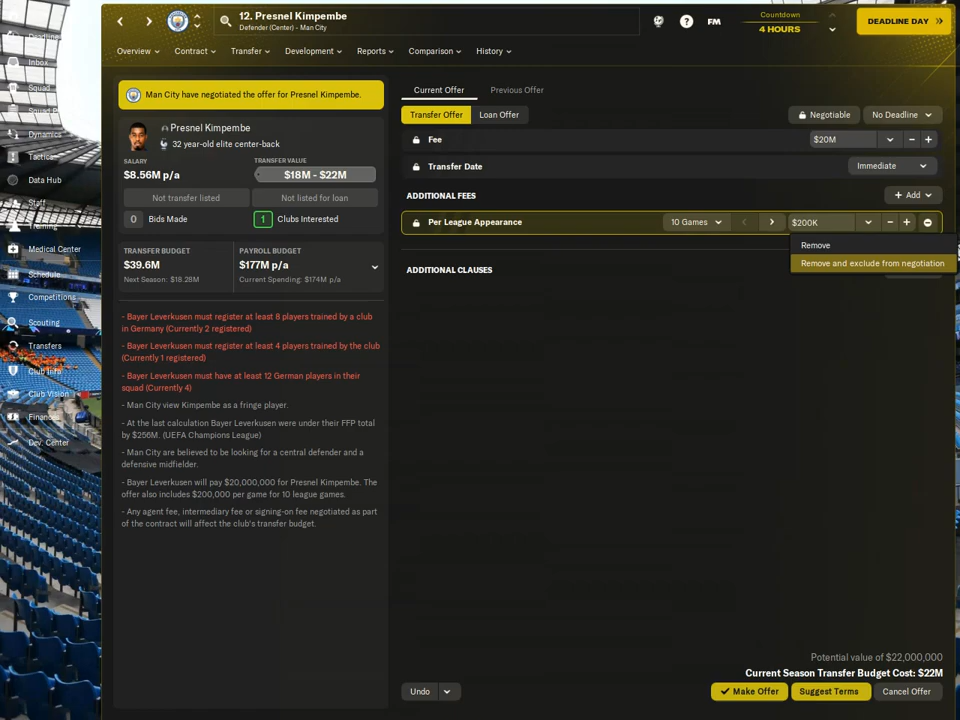 12. Presnel Kimpembe
Defender (Center) - Man City
?
FM
Countdown
4 HOURS
DEADLINE DAY
Overview
Contract
Transfer
Development
Reports
Comparison
History
Inbox
Squad
Dynamics
Tactics
Data Hub
Staff
Training
Medical Center
Schedule
Competitions
Scouting
Transfers
Club Info
Club Vision
Finances
Dev. Center
Man City have negotiated the offer for Presnel Kimpembe.
Presnel Kimpembe
32 year-old elite center-back
SALARY
$8.56M p/a
TRANSFER VALUE
$18M - $22M
Not transfer listed
Not listed for loan
0 Bids Made
1 Clubs Interested
TRANSFER BUDGET
$39.6M
Next Season: $18.28M
PAYROLL BUDGET
$177M p/a
Current Spending: $174M p/a
- Bayer Leverkusen must register at least 8 players trained by a club
in Germany (Currently 2 registered)
- Bayer Leverkusen must register at least 4 players trained by the club
(Currently 1 registered)
- Bayer Leverkusen must have at least 12 German players in their
squad (Currently 4)
- Man City view Kimpembe as a fringe player.
- At the last calculation Bayer Leverkusen were under their FFP total
by $256M. (UEFA Champions League)
- Man City are believed to be looking for a central defender and a
defensive midfielder.
- Bayer Leverkusen will pay $20,000,000 for Presnel Kimpembe. The
offer also includes $200,000 per game for 10 league games.
- Any agent fee, intermediary fee or signing-on fee negotiated as part
of the contract will affect the club's transfer budget.
Current Offer
Previous Offer
Transfer Offer
Loan Offer
Negotiable
No Deadline
Fee
$20M
Transfer Date
Immediate
ADDITIONAL FEES
+ Add
Per League Appearance
10 Games
$200K
Remove
Remove and exclude from negotiation
ADDITIONAL CLAUSES
Potential value of $22,000,000
Current Season Transfer Budget Cost: $22M
Undo
Make Offer
Suggest Terms
Cancel Offer